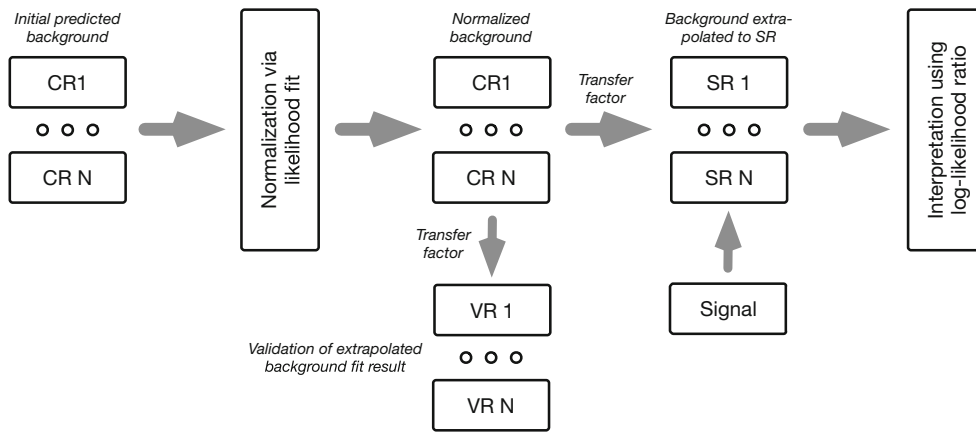 Initial predicted
background
CR1
CR N
Normalization via
likelihood fit
Normalized
background
CR1
CR N
Transfer
factor
Background extra-
polated to SR
SR 1
SR N
Interpretation using
log-likelihood ratio
Transfer
factor
VR 1
Validation of extrapolated
background fit result
VR N
Signal